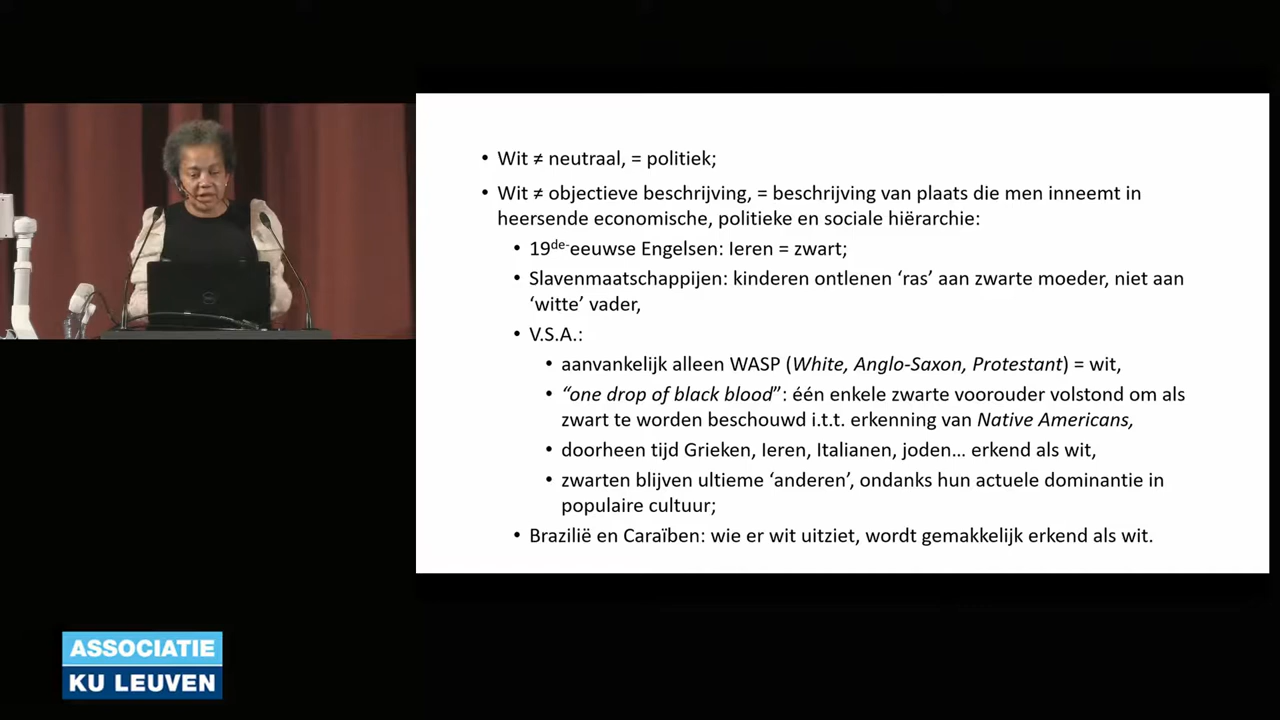 • Wit ≠ neutraal, = politiek;
• Wit ≠ objectieve beschrijving, = beschrijving van plaats die men inneemt in
heersende economische, politieke en sociale hiërarchie:
• 19de-eeuwse Engelsen: Ieren = zwart;
• Slavenmaatschappijen: kinderen ontlenen ‘ras’ aan zwarte moeder, niet aan
‘witte’ vader,
• V.S.A.:
• aanvankelijk alleen WASP (White, Anglo-Saxon, Protestant) = wit,
• “one drop of black blood”: één enkele zwarte voorouder volstond om als
zwart te worden beschouwd i.t.t. erkenning van Native Americans,
• doorheen tijd Grieken, Ieren, Italianen, joden… erkend als wit,
• zwarten blijven ultieme ‘anderen’, ondanks hun actuele dominantie in
populaire cultuur;
• Brazilië en Caraïben: wie er wit uitziet, wordt gemakkelijk erkend als wit.
ASSOCIATIE
KU LEUVEN